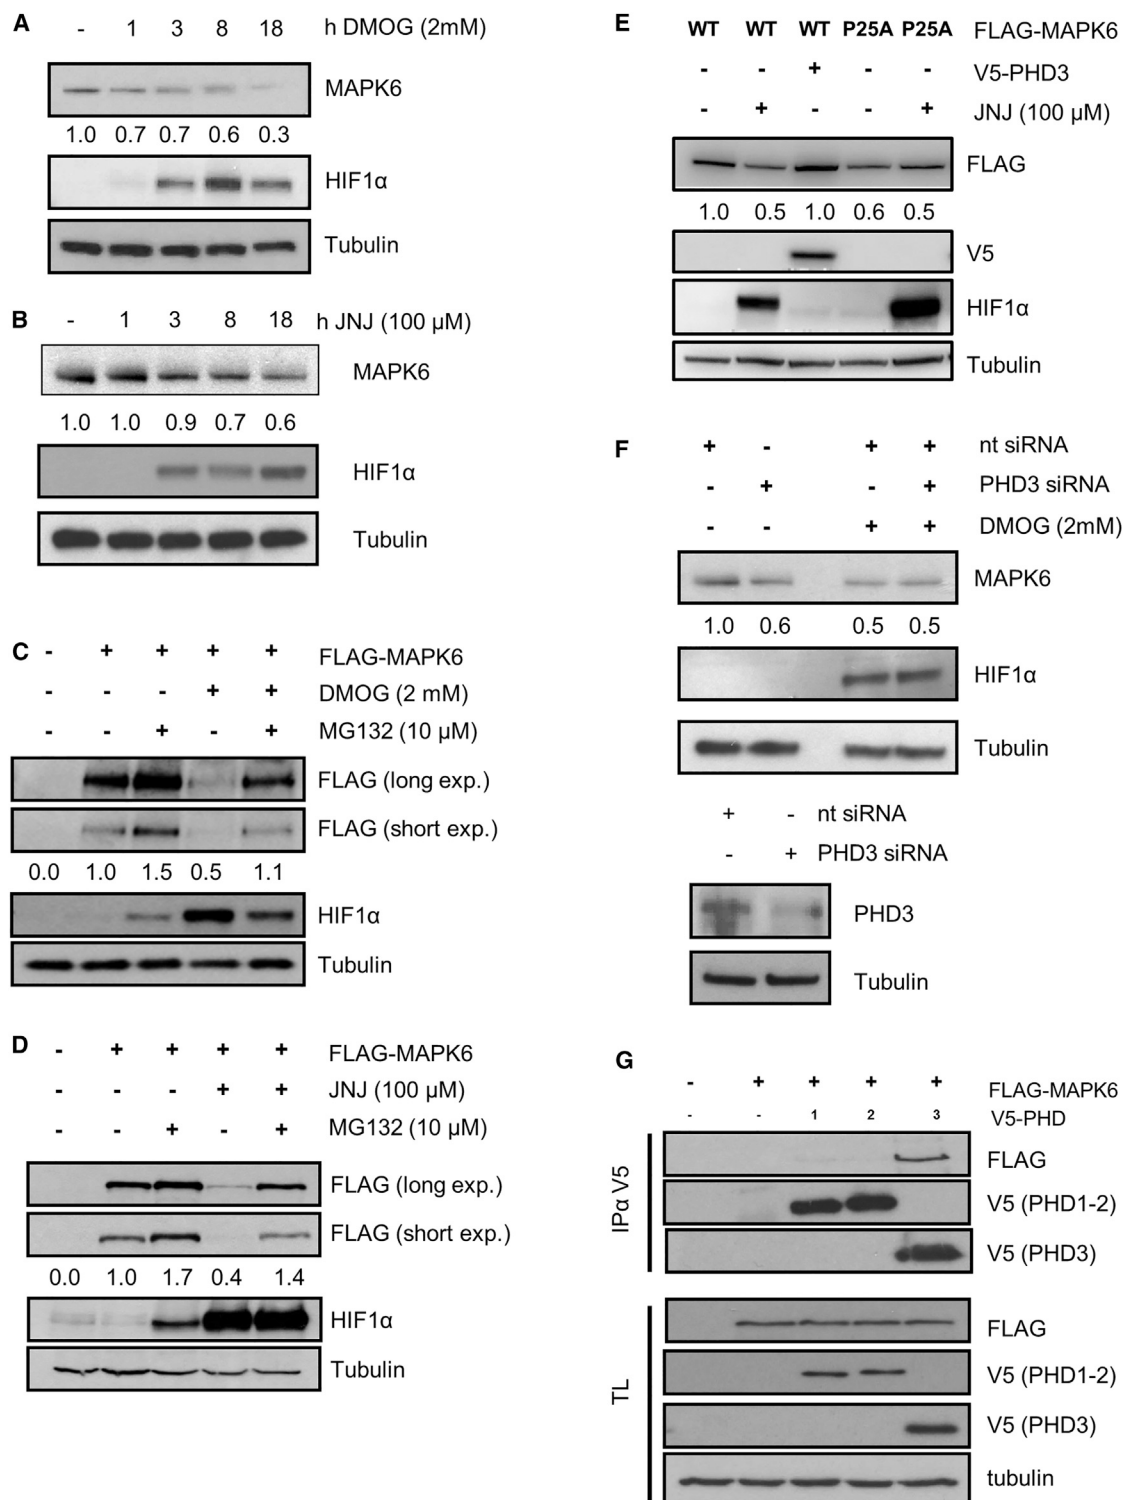 A
- 1 3 8 18 h DMOG (2mM)
MAPK6
1.0 0.7 0.7 0.6 0.3
HIF1α
Tubulin
B
- 1 3 8 18 h JNJ (100 µM)
MAPK6
1.0 1.0 0.9 0.7 0.6
HIF1α
Tubulin
C
- + + + + FLAG-MAPK6
- - - + + DMOG (2 mM)
- - + - + MG132 (10 µM)
FLAG (long exp.)
FLAG (short exp.)
0.0 1.0 1.5 0.5 1.1
HIF1α
Tubulin
D
- + + + + FLAG-MAPK6
- - - + + JNJ (100 µM)
- - + - + MG132 (10 µM)
FLAG (long exp.)
FLAG (short exp.)
0.0 1.0 1.7 0.4 1.4
HIF1α
Tubulin
E
WT WT WT P25A P25A FLAG-MAPK6
- - + - - V5-PHD3
- + - - + JNJ (100 µM)
FLAG
1.0 0.5 1.0 0.6 0.5
V5
HIF1α
Tubulin
F
+ - + + nt siRNA
- + - + PHD3 siRNA
- - + + DMOG (2mM)
MAPK6
1.0 0.6 0.5 0.5
HIF1α
Tubulin
+ - nt siRNA
- + PHD3 siRNA
PHD3
Tubulin
G
- + + + + FLAG-MAPK6
- - 1 2 3 V5-PHD
IPα V5
FLAG
V5 (PHD1-2)
V5 (PHD3)
TL
FLAG
V5 (PHD1-2)
V5 (PHD3)
tubulin